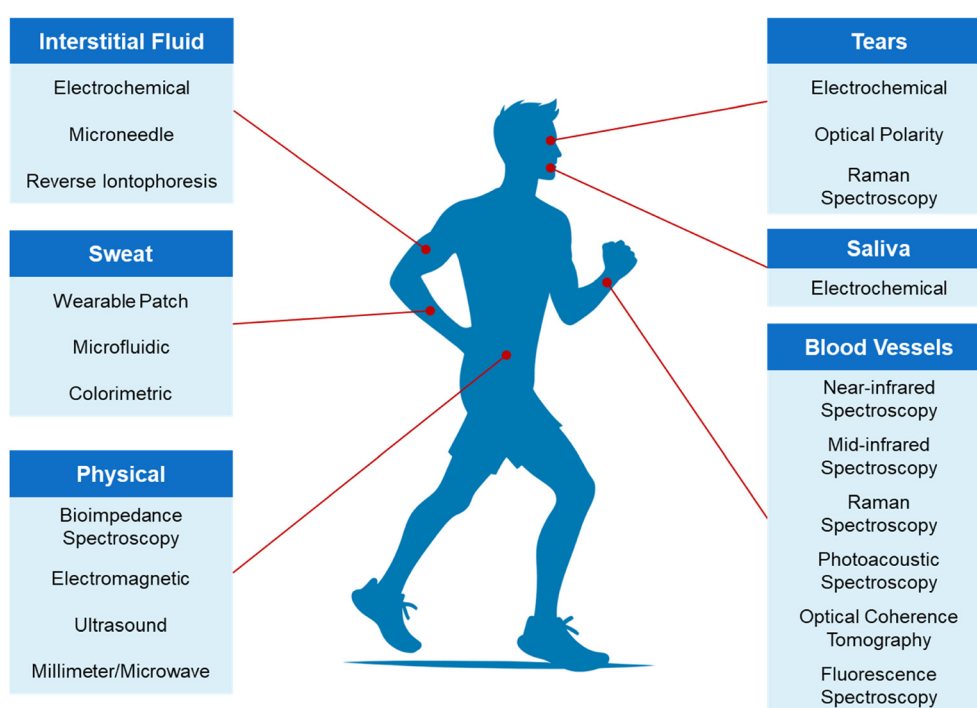 Interstitial Fluid
Electrochemical
Microneedle
Reverse Iontophoresis
Sweat
Wearable Patch
Microfluidic
Colorimetric
Physical
Bioimpedance
Spectroscopy
Electromagnetic
Ultrasound
Millimeter/Microwave
Tears
Electrochemical
Optical Polarity
Raman
Spectroscopy
Saliva
Electrochemical
Blood Vessels
Near-infrared
Spectroscopy
Mid-infrared
Spectroscopy
Raman
Spectroscopy
Photoacoustic
Spectroscopy
Optical Coherence
Tomography
Fluorescence
Spectroscopy